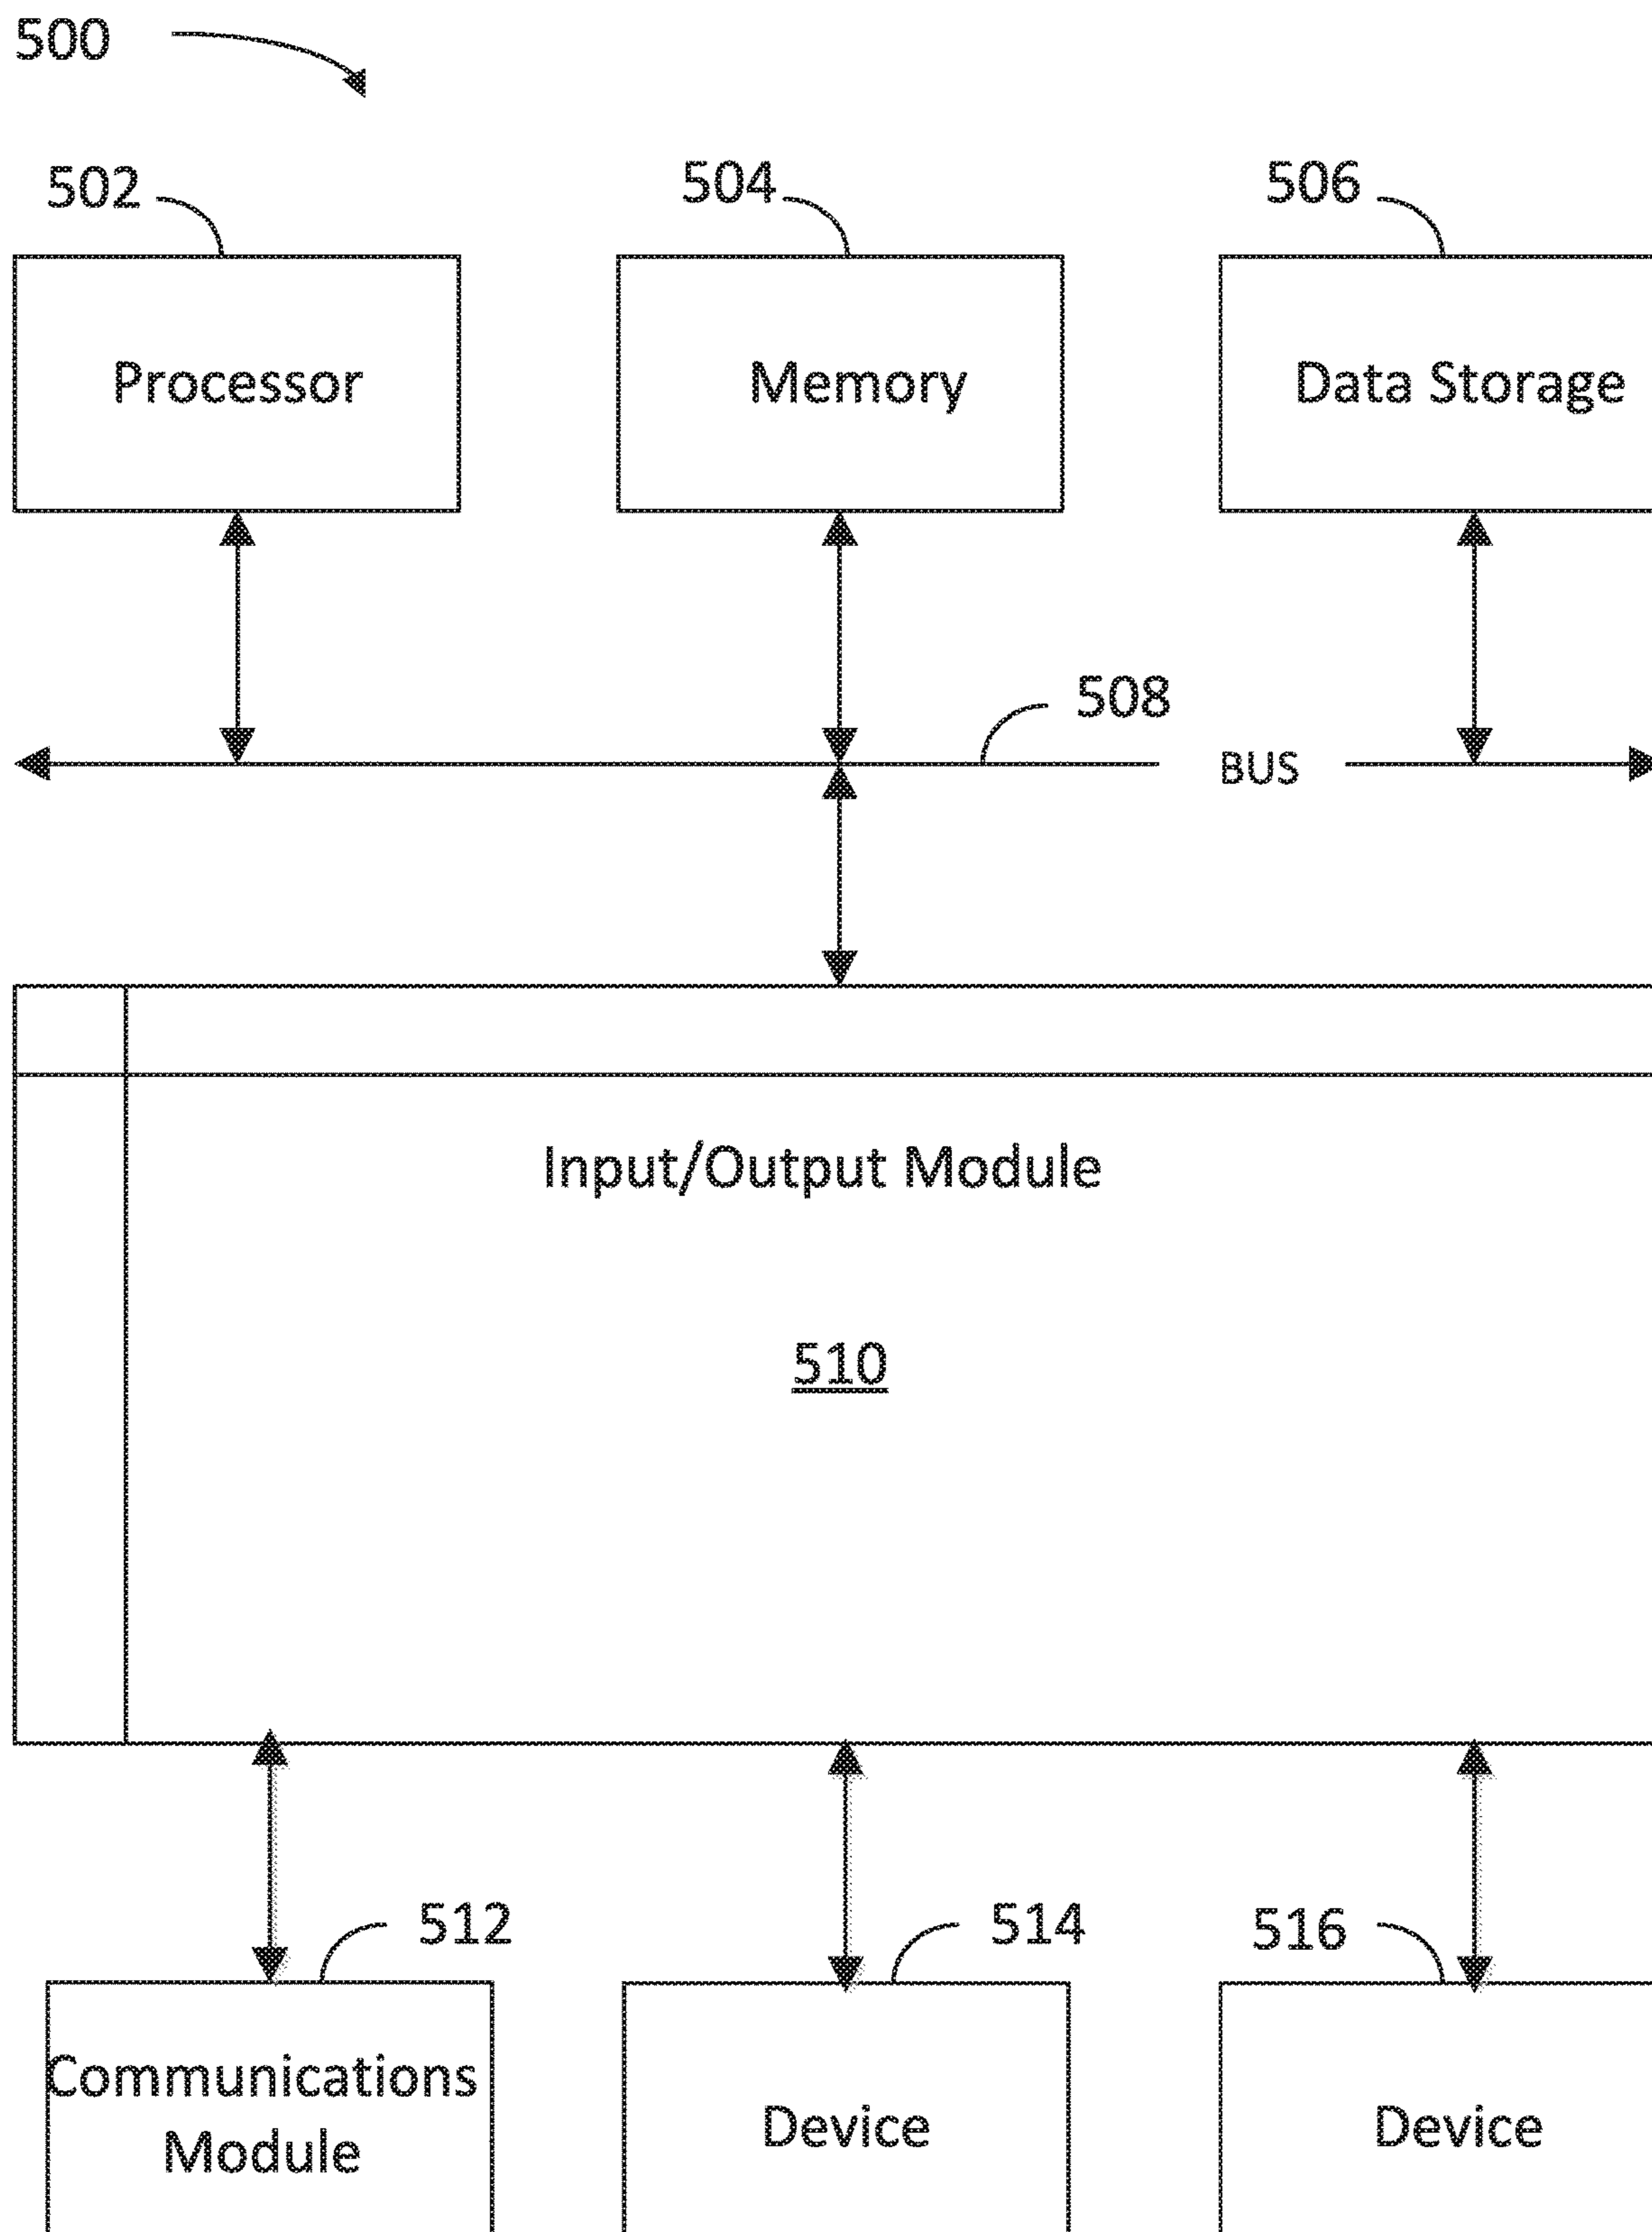 500
502
504
506
Processor
Memory
Data Storage
508
BUS
Input/Output Module
510
512
514
516
Communications
Module
Device
Device